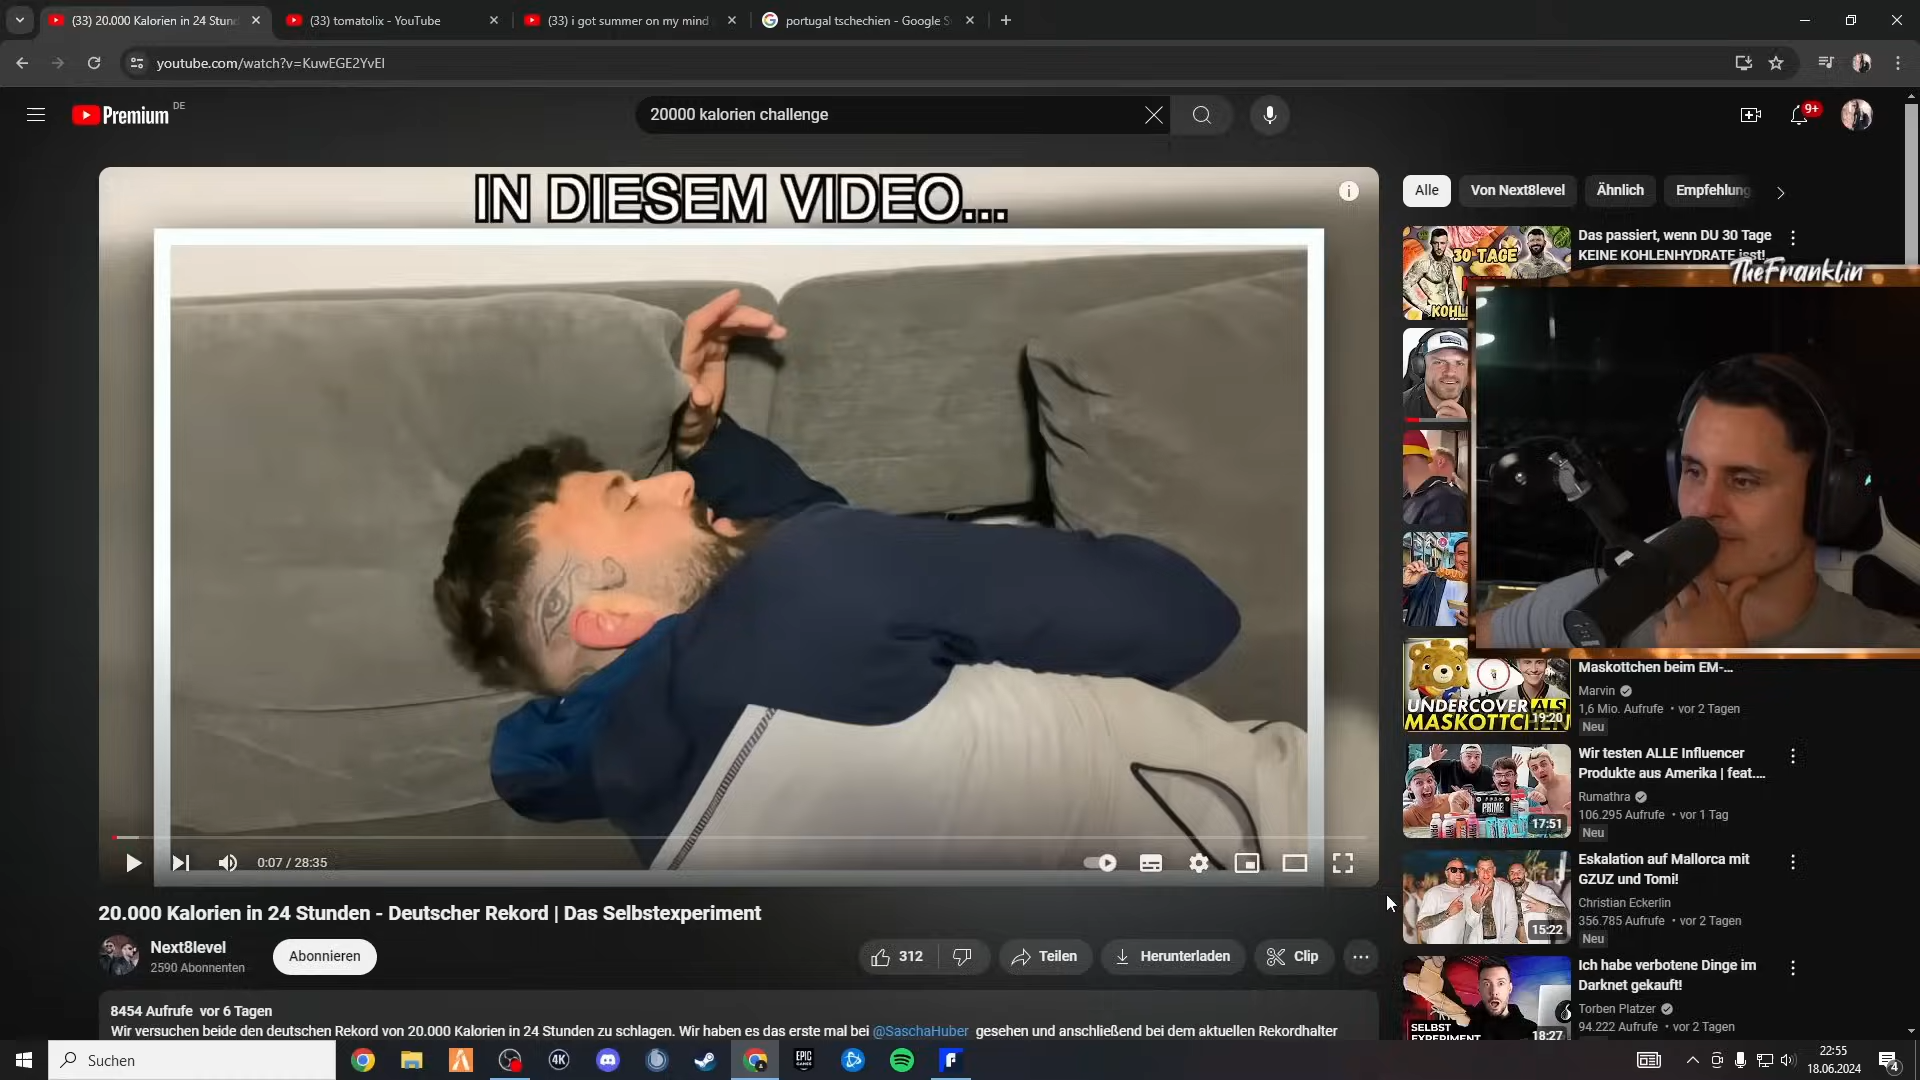 (33) 20.000 Kalorien in 24 Stund
(33) tomatolix - YouTube
(33) i got summer on my mind
portugal tschechien - Google S
youtube.com/watch?v=KuwEGE2YvEI
Premium
DE
20000 kalorien challenge
9+
IN DIESEM VIDEO...
0:07 / 28:35
20.000 Kalorien in 24 Stunden - Deutscher Rekord | Das Selbstexperiment
Next8level
2590 Abonnenten
Abonnieren
312
Teilen
Herunterladen
Clip
8454 Aufrufe vor 6 Tagen
Wir versuchen beide den deutschen Rekord von 20.000 Kalorien in 24 Stunden zu schlagen. Wir haben es das erste mal bei @SaschaHuber gesehen und anschließend bei dem aktuellen Rekordhalter
Alle
Von Next8level
Ähnlich
Empfehlung
30 TAGE
KOHL
Das passiert, wenn DU 30 Tage
KEINE KOHLENHYDRATE isst!
TheFranklin
UNDERCOVER ALS
MASKOTTCHEN
19:20
Maskottchen beim EM-...
Marvin
1,6 Mio. Aufrufe • vor 2 Tagen
Neu
PRIME
17:51
Wir testen ALLE Influencer
Produkte aus Amerika | feat....
Rumathra
106.295 Aufrufe • vor 1 Tag
Neu
15:22
Eskalation auf Mallorca mit
GZUZ und Tomi!
Christian Eckerlin
356.785 Aufrufe • vor 2 Tagen
Neu
SELBST
EXPERIMENT
18:27
Ich habe verbotene Dinge im
Darknet gekauft!
Torben Platzer
94.222 Aufrufe • vor 2 Tagen
Suchen
4K
EPIC
GAMES
22:55
18.06.2024
4